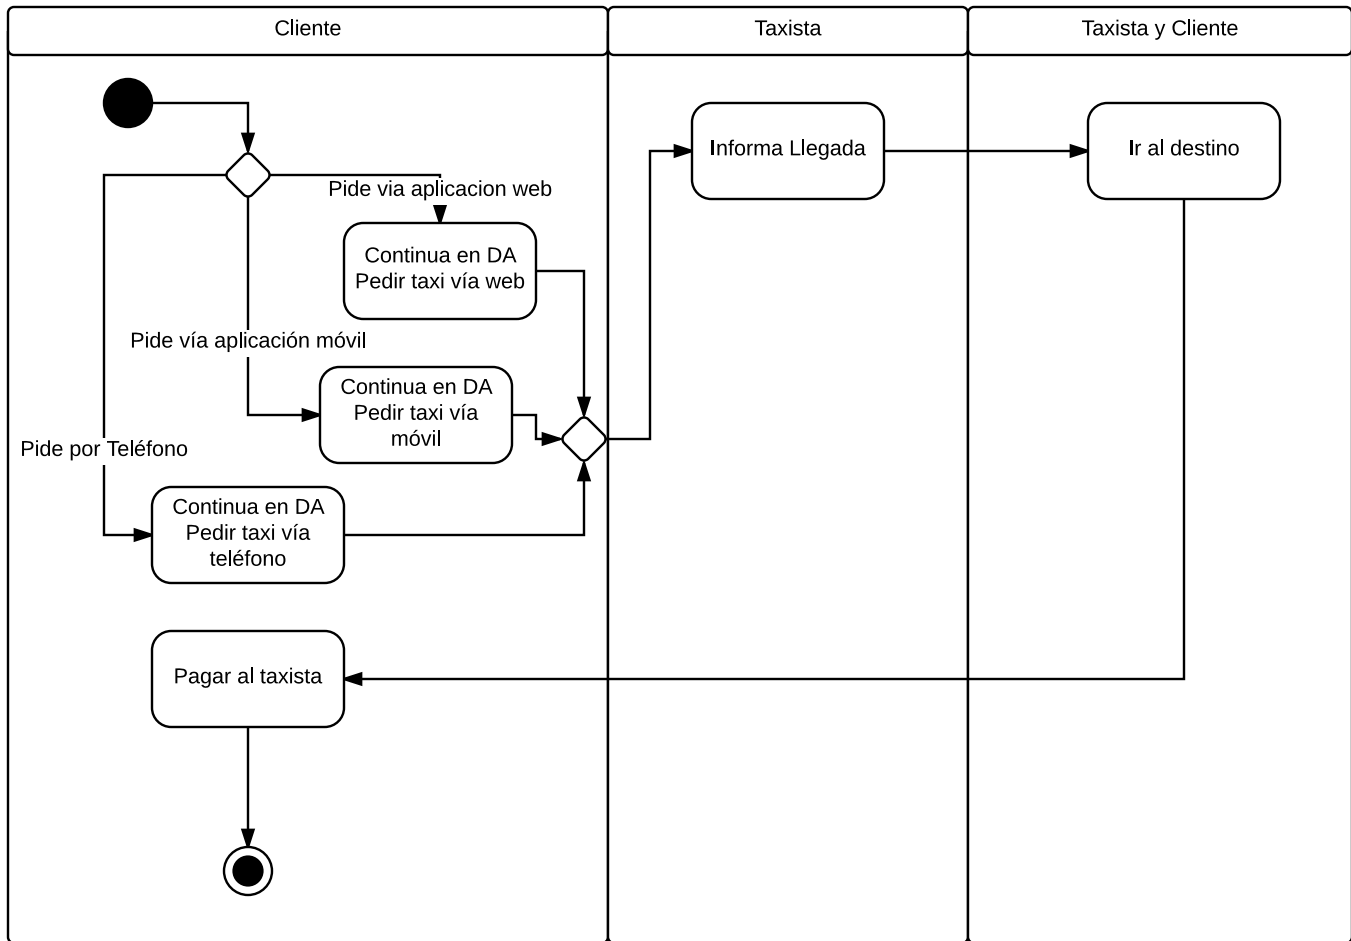 Cliente
Taxista
Taxista y Cliente
Informa Llegada
Ir al destino
Pide via aplicacion web
Continua en DA
Pedir taxi vía web
Pide vía aplicación móvil
Continua en DA
Pedir taxi vía
móvil
Pide por Teléfono
Continua en DA
Pedir taxi vía
teléfono
Pagar al taxista